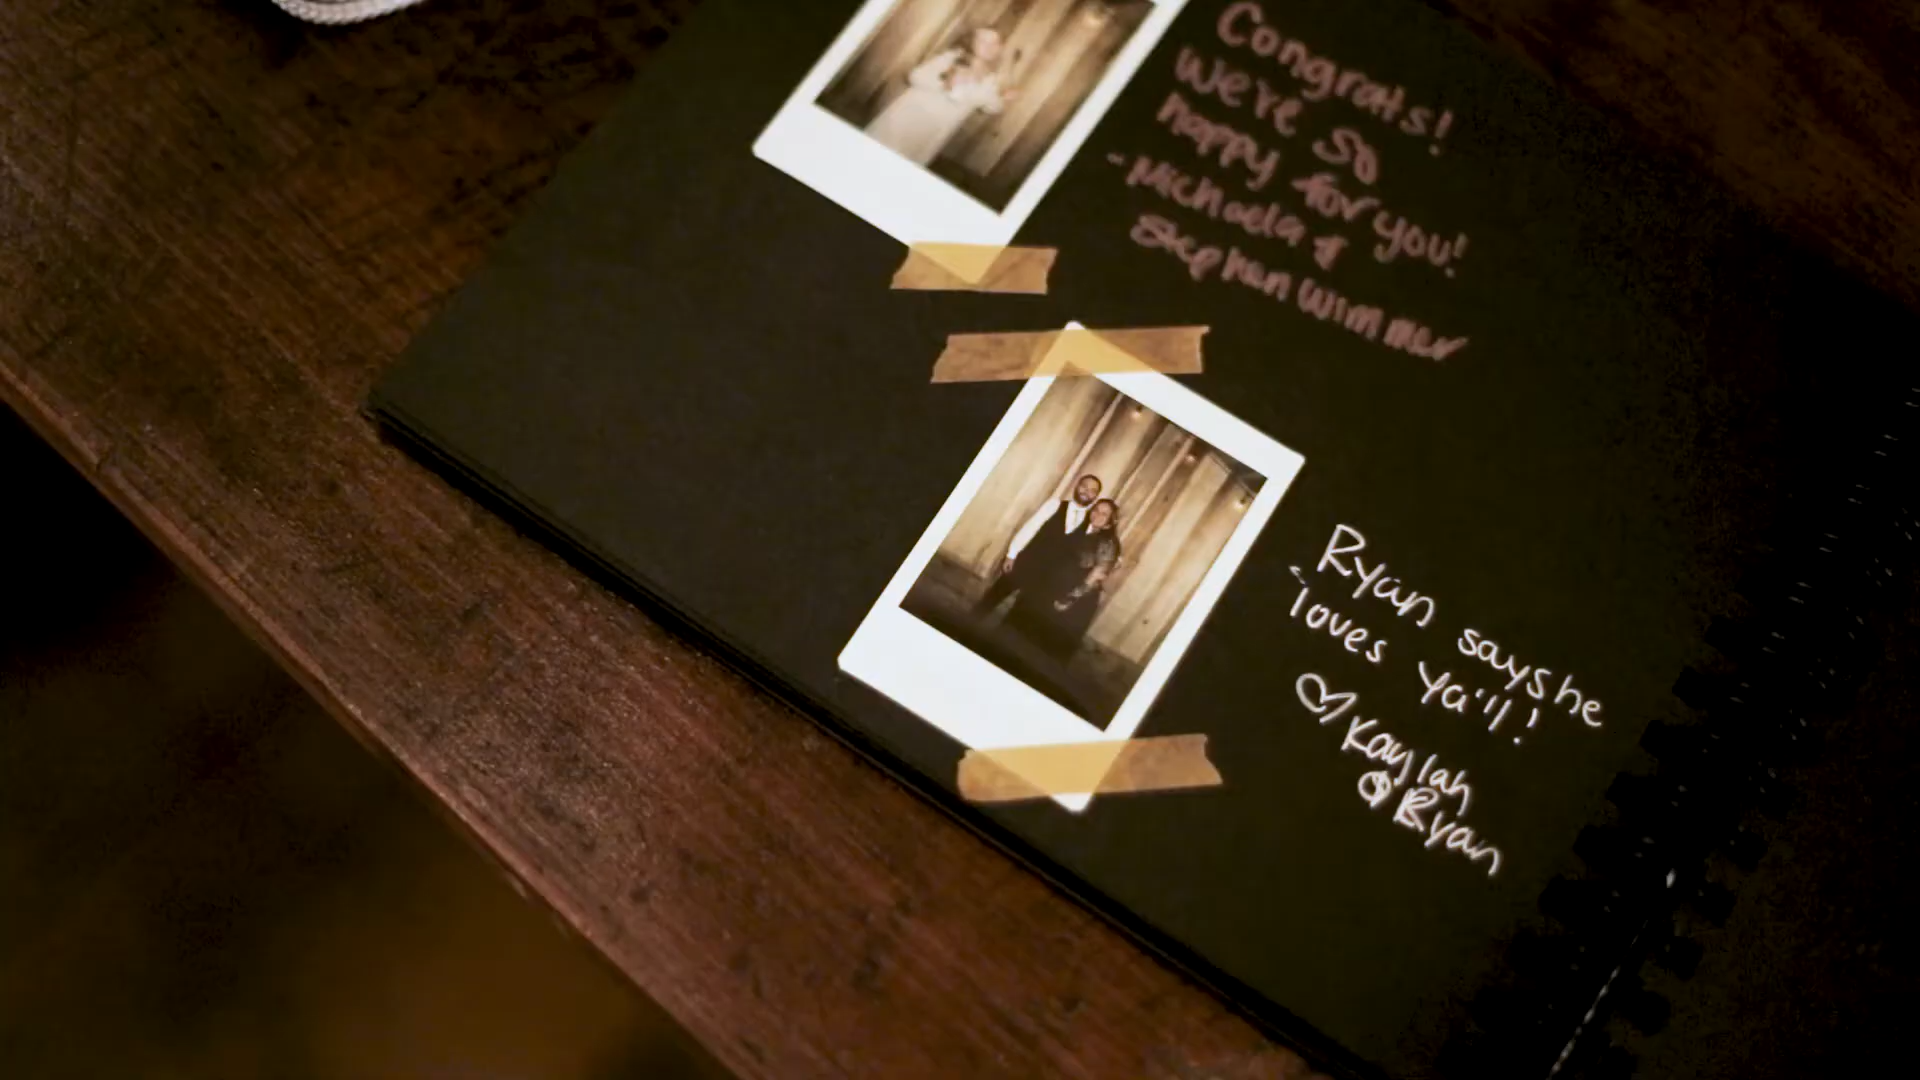 Congrats!
We're so
happy for you!
-Michaela &
Stephen Wimmer
Ryan says he
loves Ya'll!
♡ Kaylah
& Ryan